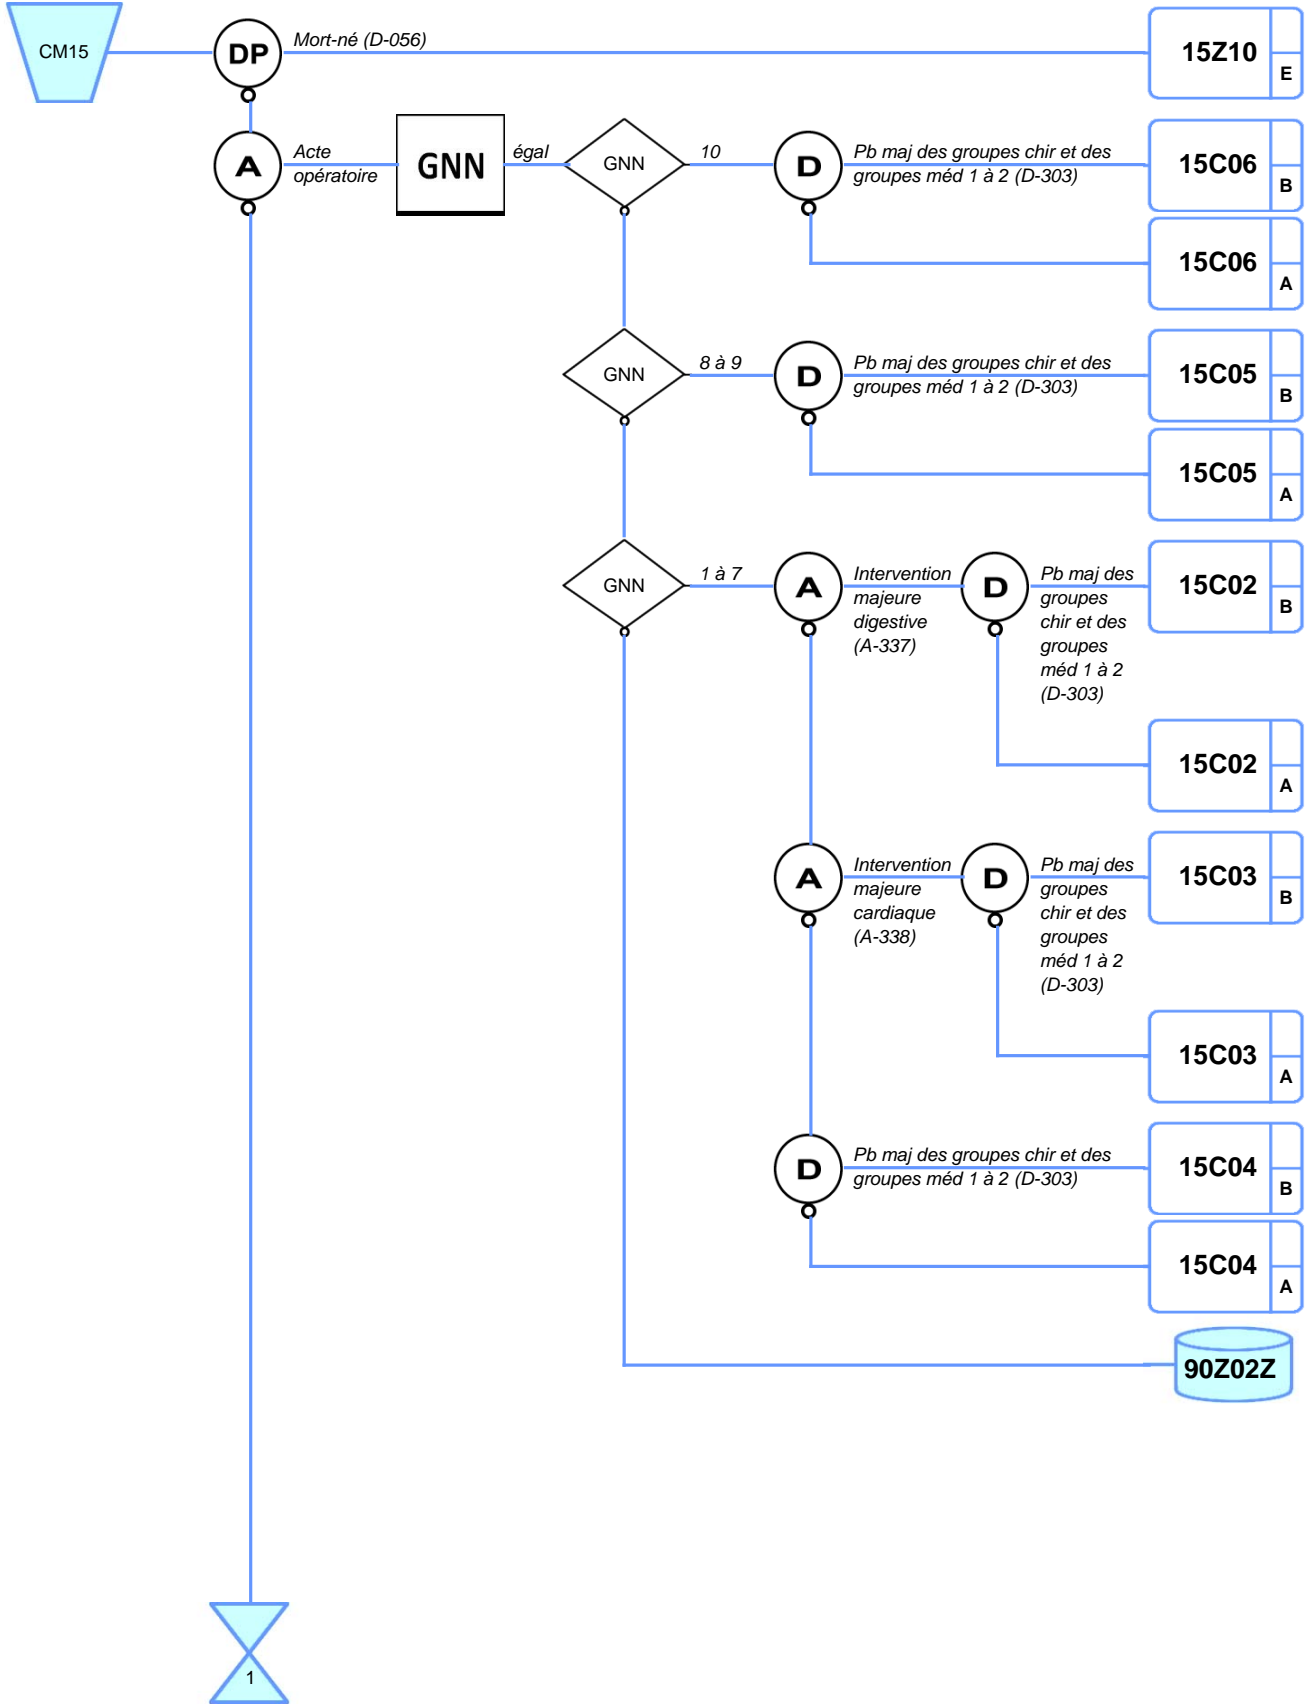 CM15
DP
Mort-né (D-056)
15Z10
E
A
Acte
opératoire
GNN
égal
GNN
10
D
Pb maj des groupes chir et des
groupes méd 1 à 2 (D-303)
15C06
B
15C06
A
GNN
8 à 9
D
Pb maj des groupes chir et des
groupes méd 1 à 2 (D-303)
15C05
B
15C05
A
GNN
1 à 7
A
Intervention
majeure
digestive
(A-337)
D
Pb maj des
groupes
chir et des
groupes
méd 1 à 2
(D-303)
15C02
B
15C02
A
A
Intervention
majeure
cardiaque
(A-338)
D
Pb maj des
groupes
chir et des
groupes
méd 1 à 2
(D-303)
15C03
B
15C03
A
D
Pb maj des groupes chir et des
groupes méd 1 à 2 (D-303)
15C04
B
15C04
A
90Z02Z
1